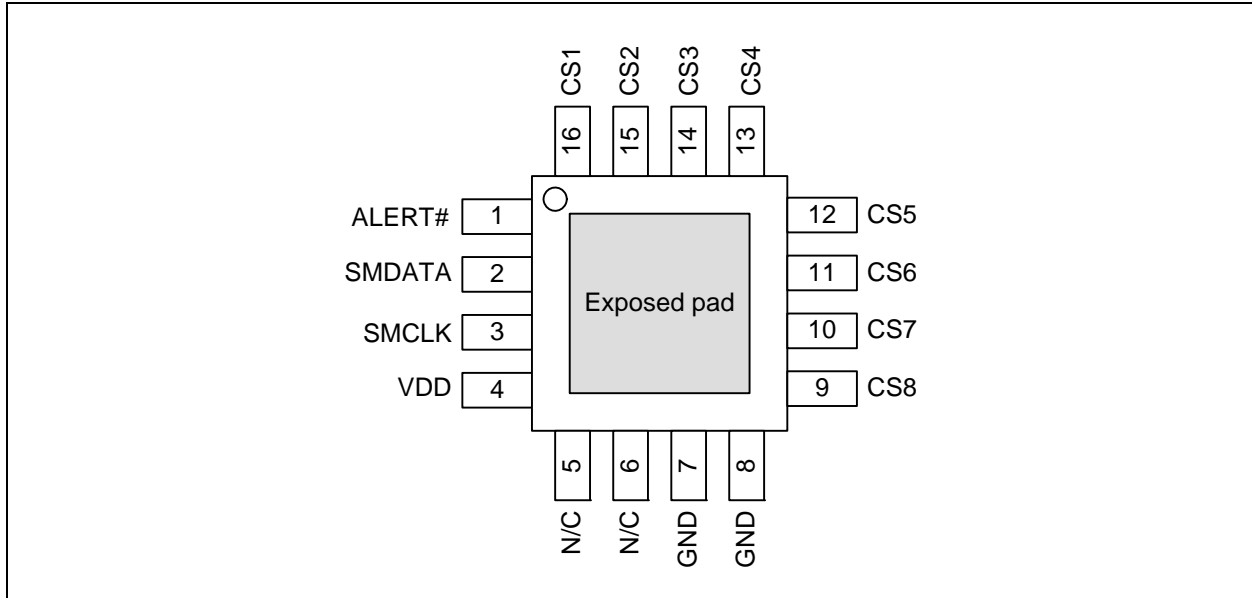 CS1 CS2 CS3 CS4
16 15 14 13
ALERT# 1
SMDATA 2
SMCLK 3
VDD 4
Exposed pad
12 CS5
11 CS6
10 CS7
9 CS8
5 6 7 8
N/C N/C GND GND